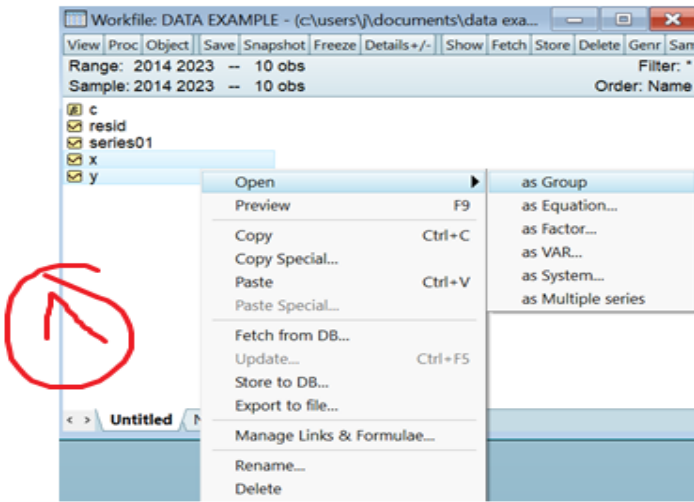 Workfile: DATA EXAMPLE - (c:\users\j\documents\data exa...
View Proc Object Save Snapshot Freeze Details+/- Show Fetch Store Delete Genr Sam
Range: 2014 2023 -- 10 obs Filter: *
Sample: 2014 2023 -- 10 obs Order: Name
c
resid
series01
x
y
Open
Preview F9
Copy Ctrl+C
Copy Special...
Paste Ctrl+V
Paste Special...
Fetch from DB...
Update... Ctrl+F5
Store to DB...
Export to file...
Manage Links & Formulae...
Rename...
Delete
as Group
as Equation...
as Factor...
as VAR...
as System...
as Multiple series
< > Untitled N